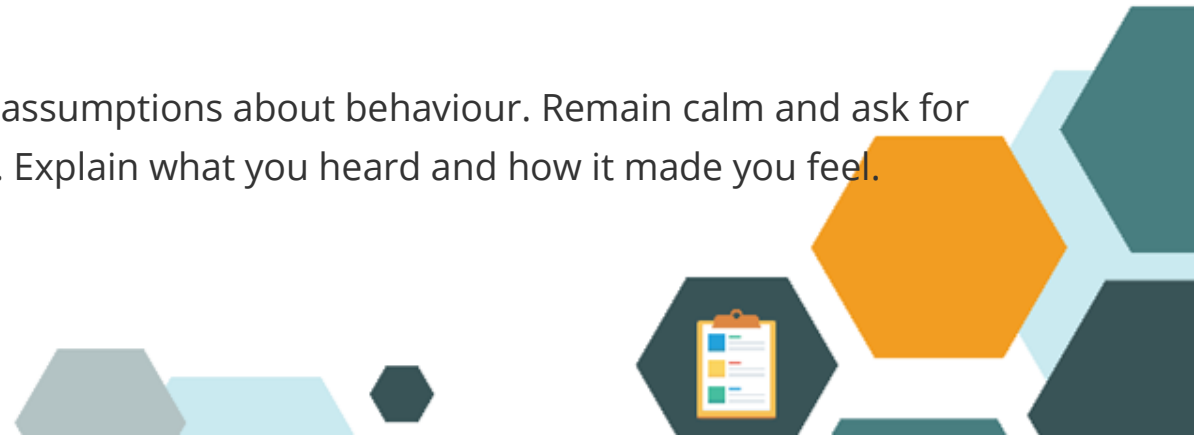 assumptions about behaviour. Remain calm and ask for
. Explain what you heard and how it made you feel.